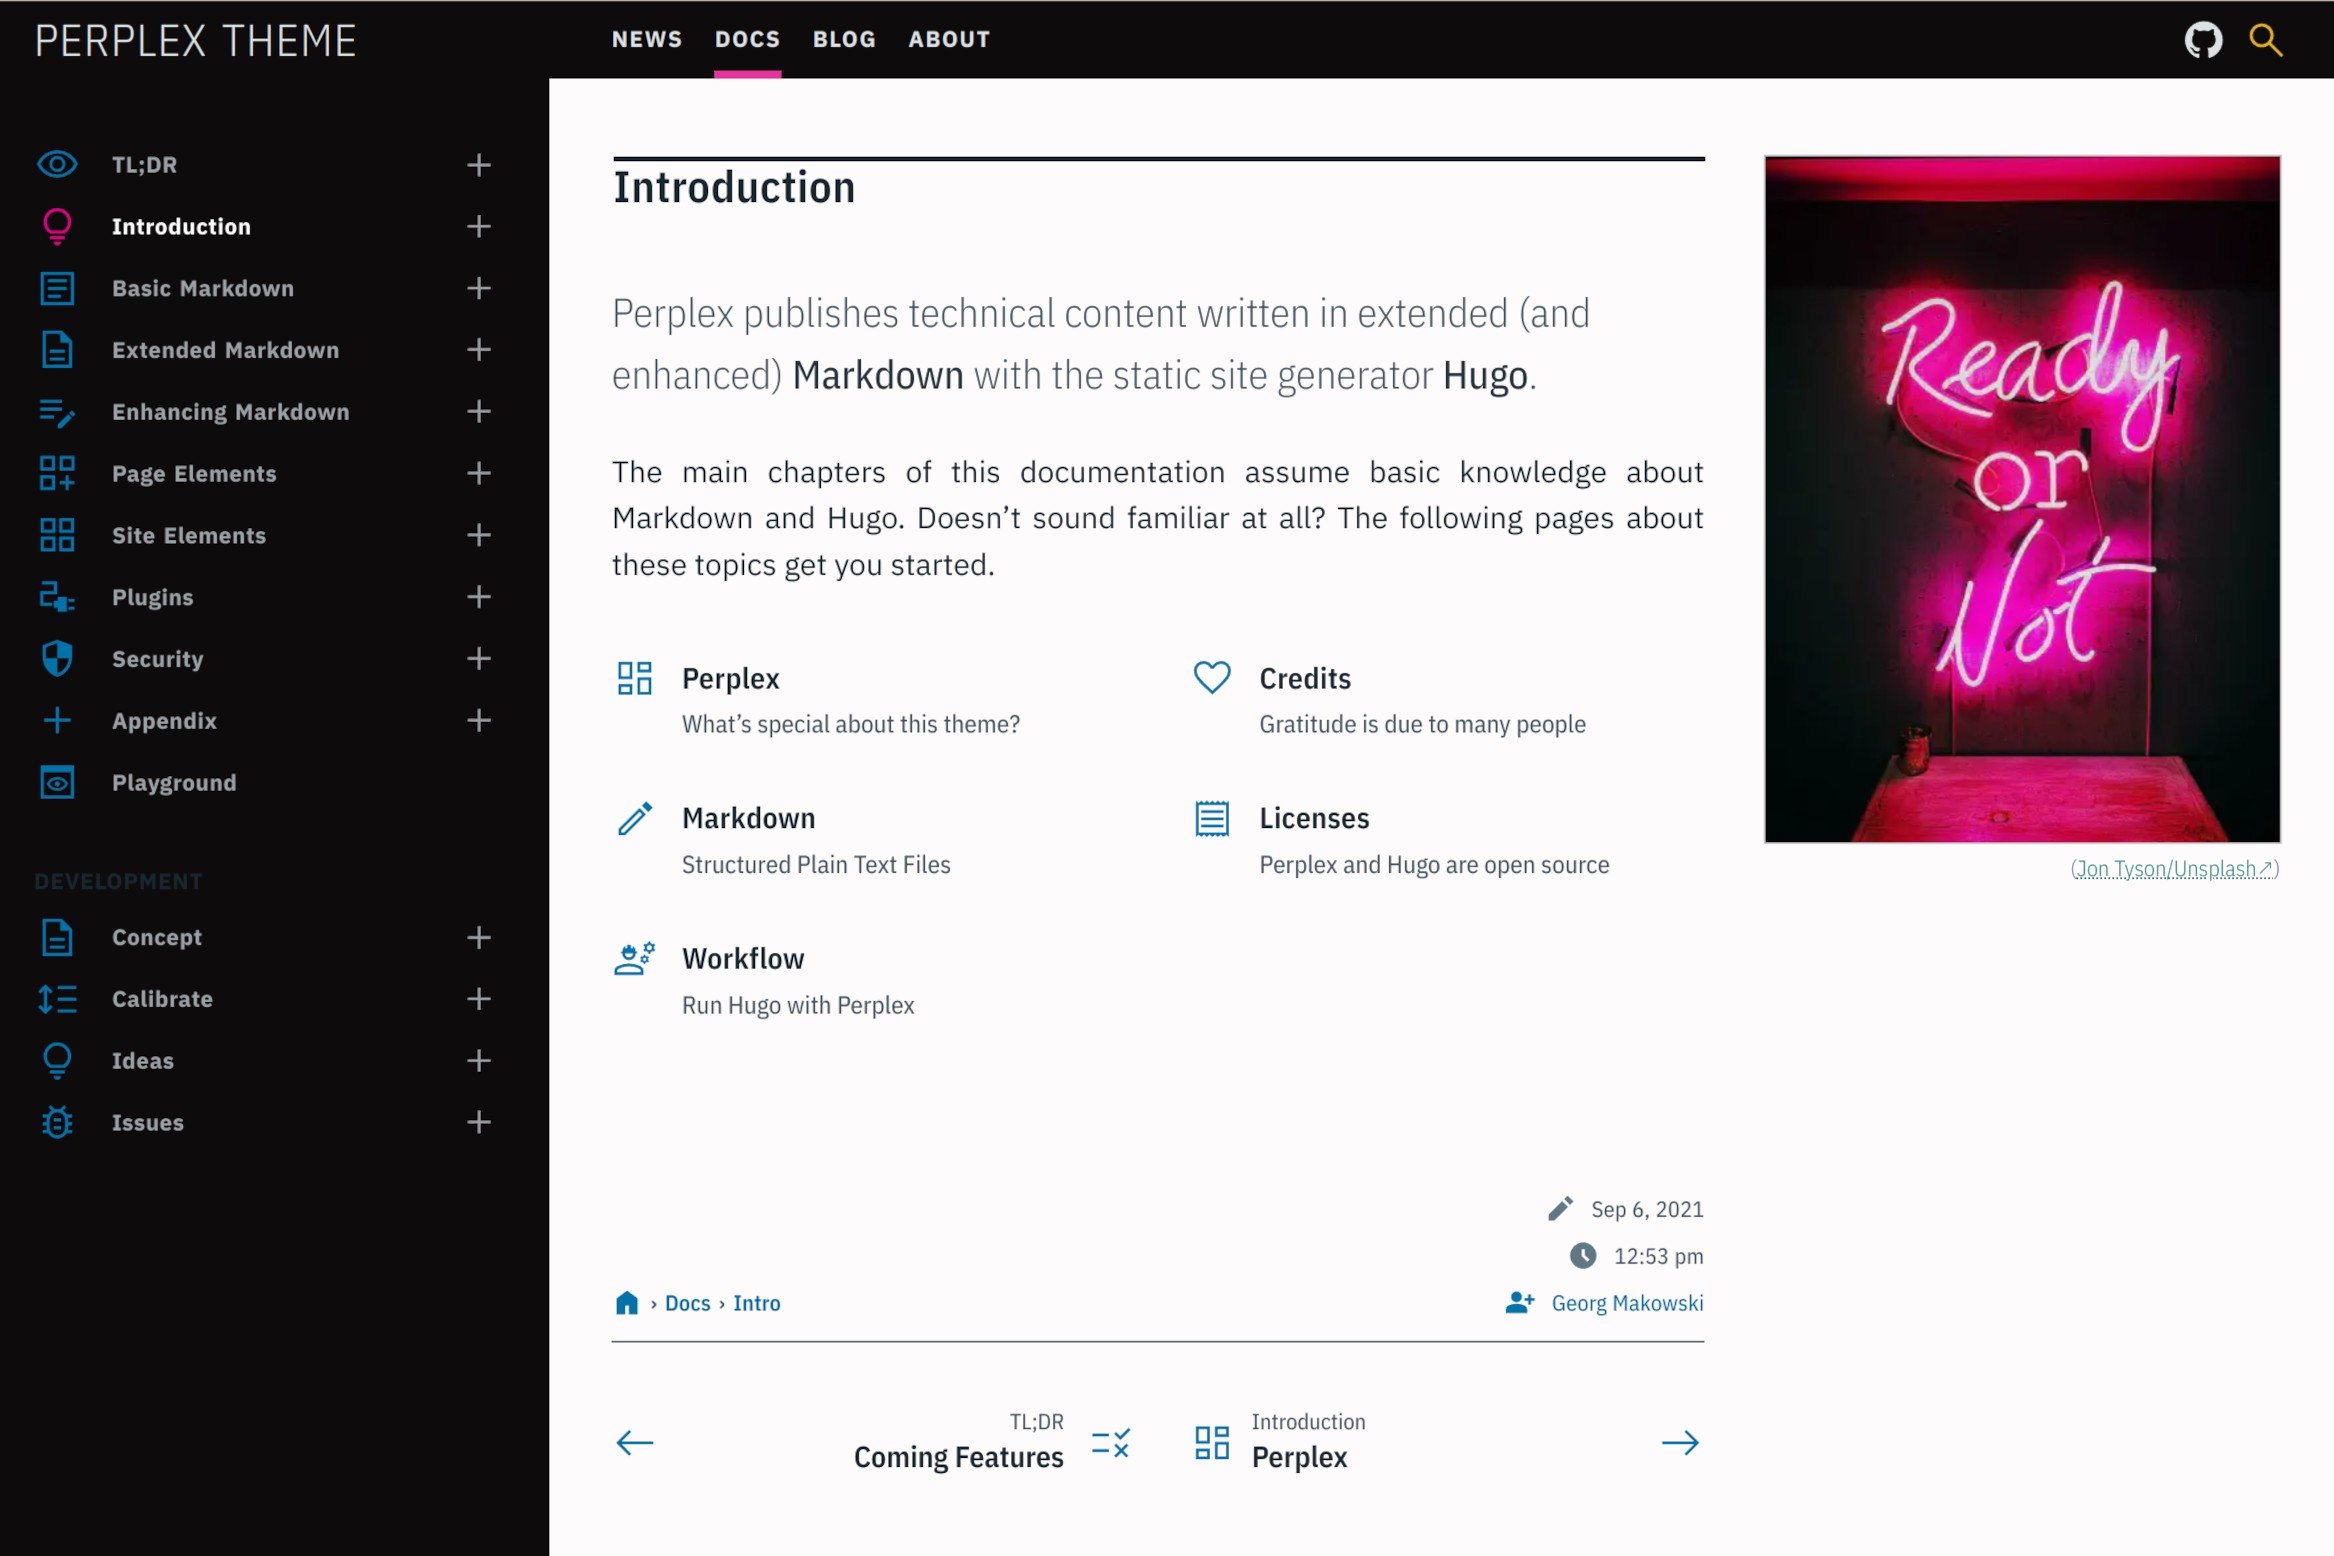 PERPLEX THEME
NEWS DOCS BLOG ABOUT
TL;DR
Introduction
Basic Markdown
Extended Markdown
Enhancing Markdown
Page Elements
Site Elements
Plugins
Security
Appendix
Playground
DEVELOPMENT
Concept
Calibrate
Ideas
Issues
Introduction
Perplex publishes technical content written in extended (and
enhanced) Markdown with the static site generator Hugo.
The main chapters of this documentation assume basic knowledge about
Markdown and Hugo. Doesn’t sound familiar at all? The following pages about
these topics get you started.
Perplex
What’s special about this theme?
Credits
Gratitude is due to many people
Markdown
Structured Plain Text Files
Licenses
Perplex and Hugo are open source
Workflow
Run Hugo with Perplex
Sep 6, 2021
12:53 pm
› Docs › Intro
Georg Makowski
TL;DR
Coming Features
Introduction
Perplex
Ready
or
Not
(Jon Tyson/Unsplash↗)